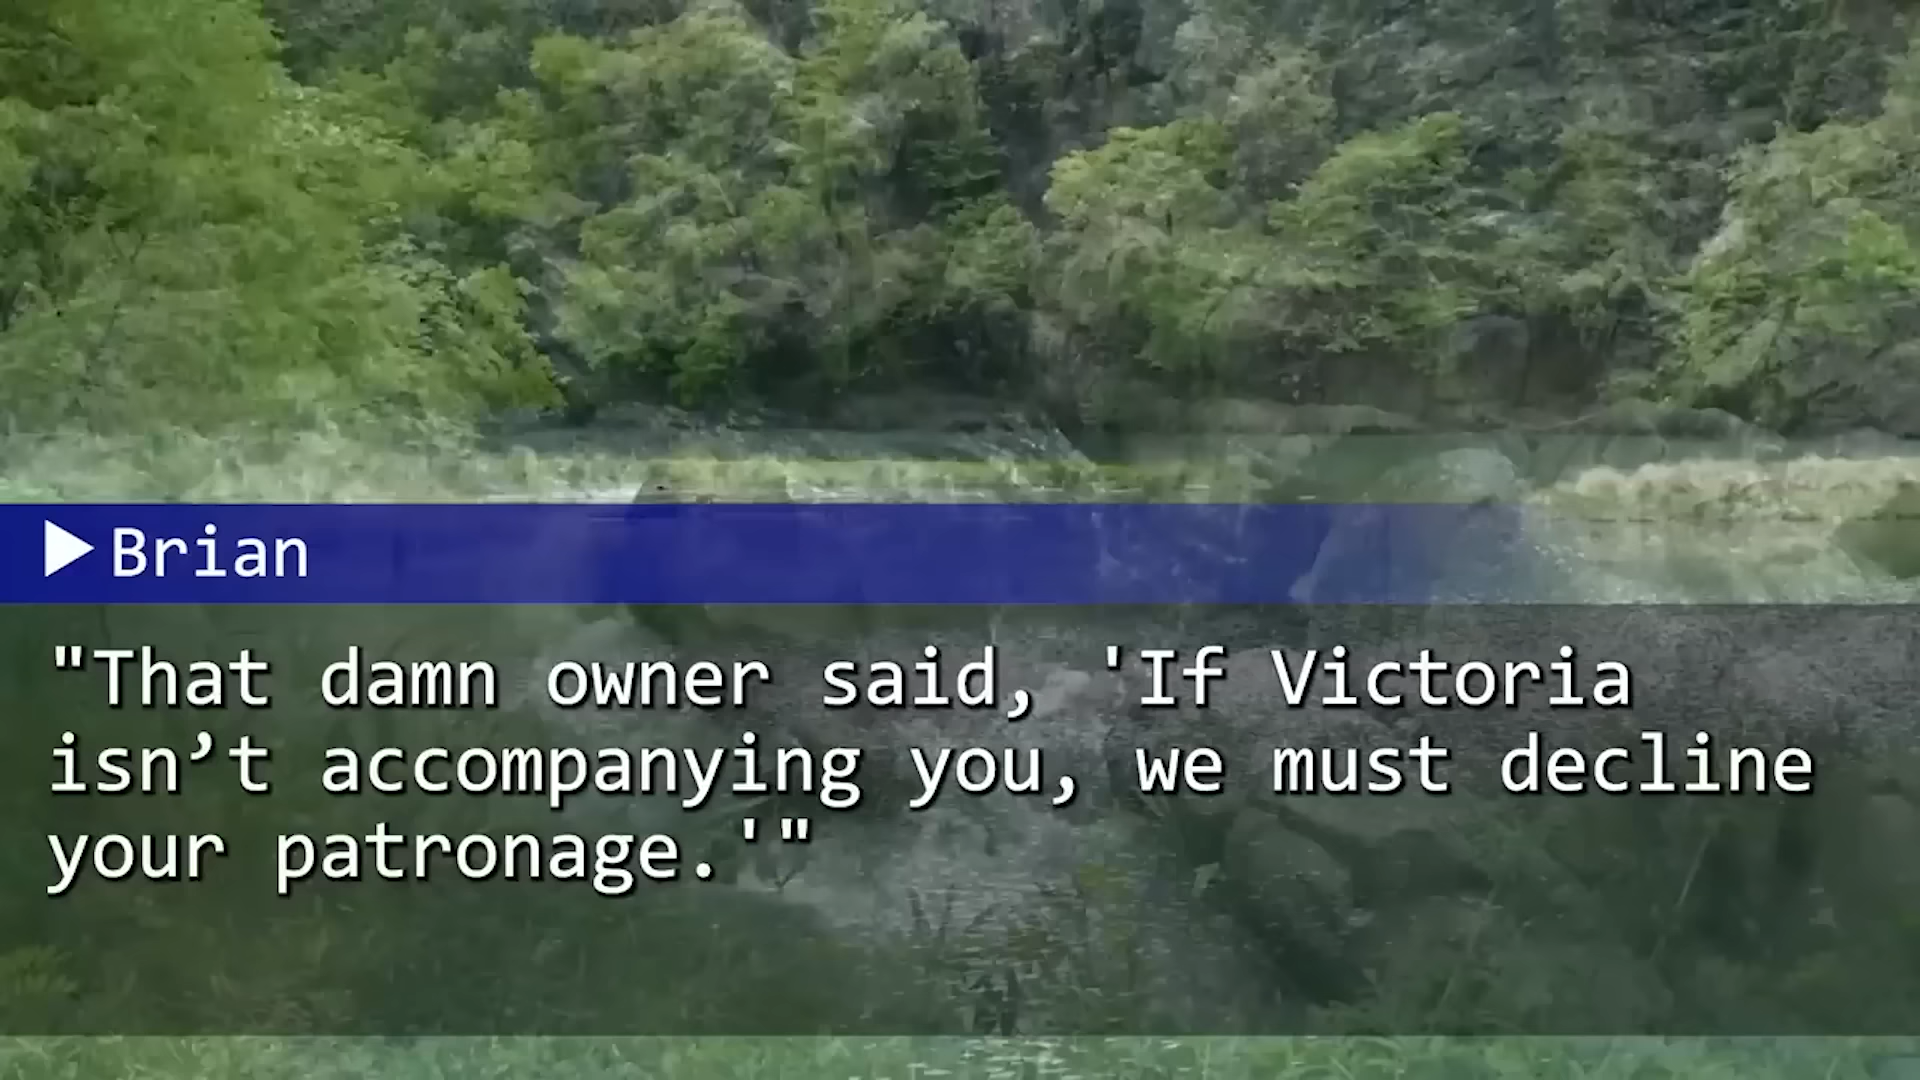 ▶Brian
"That damn owner said, 'If Victoria
isn’t accompanying you, we must decline
your patronage.'"